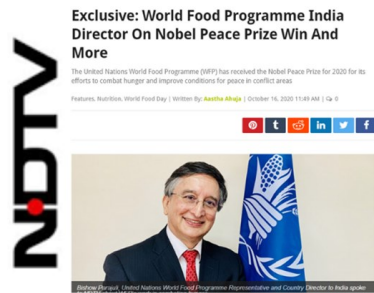 NDTV
Exclusive: World Food Programme India
Director On Nobel Peace Prize Win And
More
The United Nations World Food Programme (WFP) has received the Nobel Peace Prize for 2020 for its
efforts to combat hunger and improve conditions for peace in conflict areas
Features, Nutrition, World Food Day | Written By: Aastha Ahuja | October 16, 2020 11:49 AM | 0
Bishow Parajuli, United Nations World Food Programme Representative and Country Director to India spoke